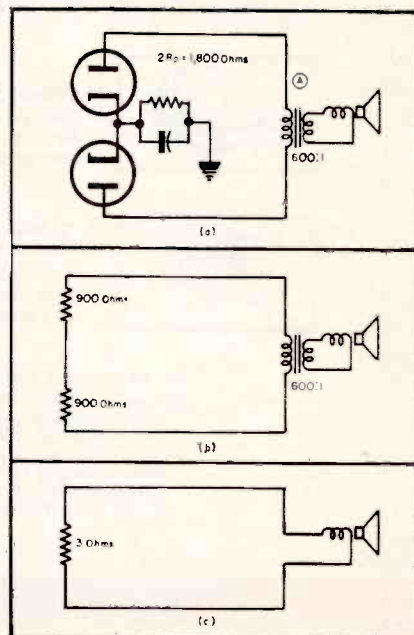 2Rp = 1,800 Ohms
A
600:1
(a)
900 Ohms
900 Ohms
600:1
(b)
3 Ohms
(c)